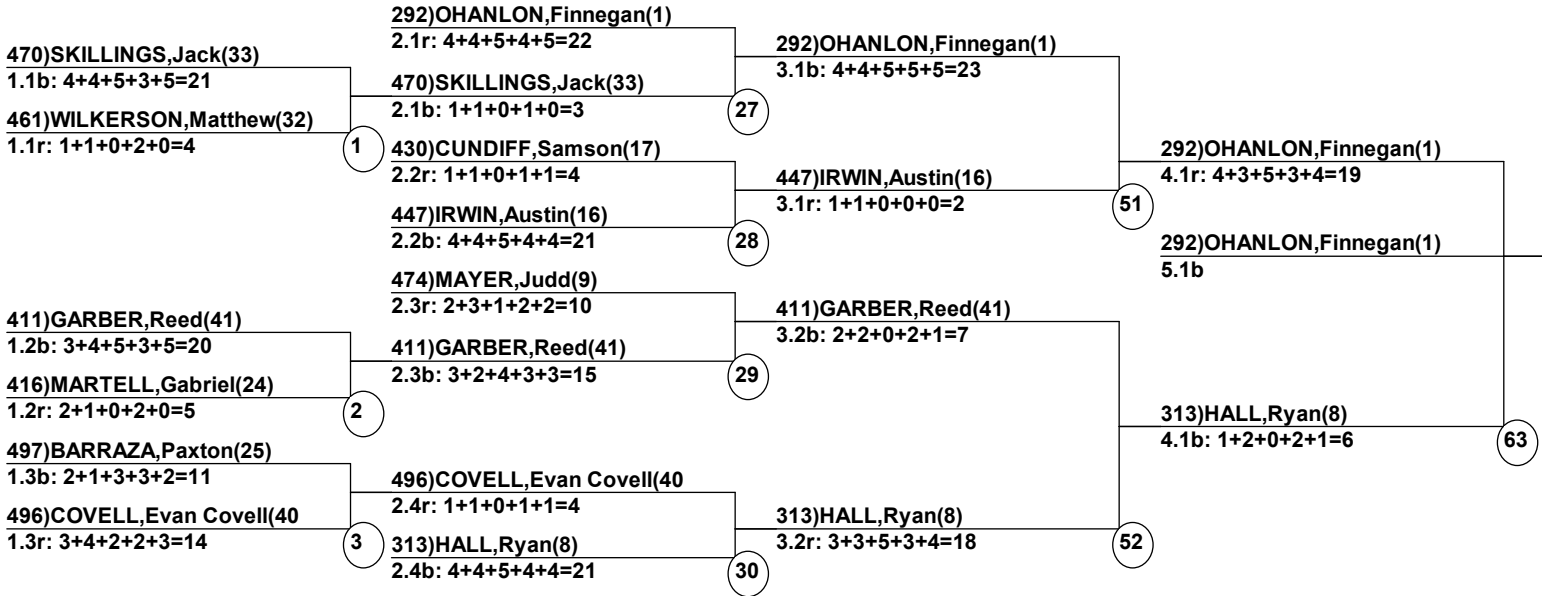 470)SKILLINGS,Jack(33)
1.1b: 4+4+5+3+5=21
461)WILKERSON,Matthew(32)
1.1r: 1+1+0+2+0=4
1
411)GARBER,Reed(41)
1.2b: 3+4+5+3+5=20
416)MARTELL,Gabriel(24)
1.2r: 2+1+0+2+0=5
2
497)BARRAZA,Paxton(25)
1.3b: 2+1+3+3+2=11
496)COVELL,Evan Covell(40
1.3r: 3+4+2+2+3=14
3
292)OHANLON,Finnegan(1)
2.1r: 4+4+5+4+5=22
470)SKILLINGS,Jack(33)
2.1b: 1+1+0+1+0=3
27
430)CUNDIFF,Samson(17)
2.2r: 1+1+0+1+1=4
447)IRWIN,Austin(16)
2.2b: 4+4+5+4+4=21
28
474)MAYER,Judd(9)
2.3r: 2+3+1+2+2=10
411)GARBER,Reed(41)
2.3b: 3+2+4+3+3=15
29
496)COVELL,Evan Covell(40
2.4r: 1+1+0+1+1=4
313)HALL,Ryan(8)
2.4b: 4+4+5+4+4=21
30
292)OHANLON,Finnegan(1)
3.1b: 4+4+5+5+5=23
447)IRWIN,Austin(16)
3.1r: 1+1+0+0+0=2
51
411)GARBER,Reed(41)
3.2b: 2+2+0+2+1=7
313)HALL,Ryan(8)
3.2r: 3+3+5+3+4=18
52
292)OHANLON,Finnegan(1)
4.1r: 4+3+5+3+4=19
292)OHANLON,Finnegan(1)
5.1b
313)HALL,Ryan(8)
4.1b: 1+2+0+2+1=6
63